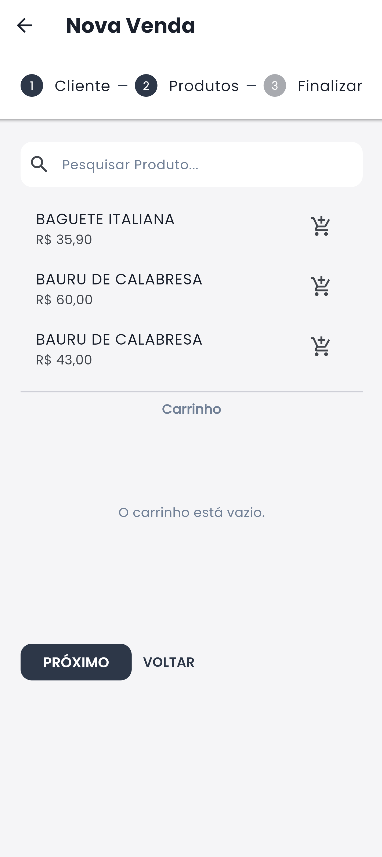 Nova Venda
1 Cliente — 2 Produtos — 3 Finalizar
Pesquisar Produto...
BAGUETE ITALIANA
R$ 35,90
BAURU DE CALABRESA
R$ 60,00
BAURU DE CALABRESA
R$ 43,00
Carrinho
O carrinho está vazio.
PRÓXIMO VOLTAR